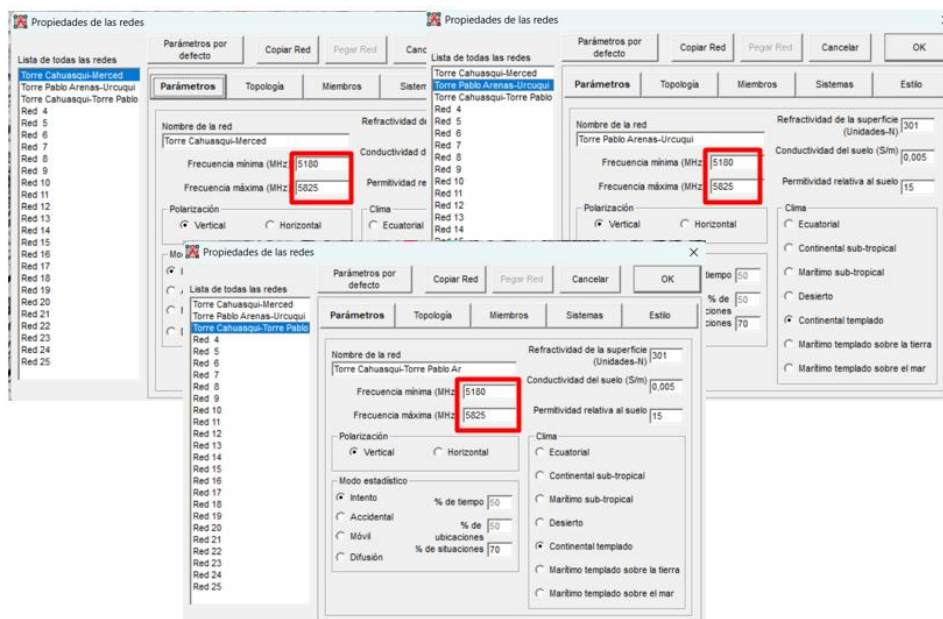 Propiedades de las redes
Lista de todas las redes
Parámetros por defecto
Copiar Red
Pegar Red
Torre Cahuasqui-Merced
Torre Pablo Arenas-Urcuqui
Torre Cahuasqui-Torre Pablo
Red 4
Red 5
Red 6
Red 7
Red 8
Red 9
Red 10
Red 11
Red 12
Red 13
Red 14
Red 15
Red 16
Red 17
Red 18
Red 19
Red 20
Red 21
Red 22
Red 23
Red 24
Red 25
Parámetros
Topología
Miembros
Nombre de la red
Torre Cahuasqui-Merced
Frecuencia mínima (MHz)
5180
Frecuencia máxima (MHz)
5825
Polarización
Vertical
Horizontal
Clima
Ecuatorial
Propiedades de las redes
Lista de todas las redes
Parámetros por defecto
Copiar Red
Pegar Red
Cancelar
OK
Torre Cahuasqui-Merced
Torre Pablo Arenas-Urcuqui
Torre Cahuasqui-Torre Pablo
Red 4
Red 5
Red 6
Red 7
Red 8
Red 9
Red 10
Red 11
Red 12
Red 13
Red 14
Parámetros
Topología
Miembros
Sistemas
Estilo
Nombre de la red
Torre Pablo Arenas-Urcuqui
Frecuencia mínima (MHz)
5180
Frecuencia máxima (MHz)
5825
Refractividad de la superficie (Unidades-N)
301
Conductividad del suelo (S/m)
0,005
Permitividad relativa al suelo
15
Polarización
Vertical
Horizontal
Clima
Ecuatorial
Continental sub-tropical
Marítimo sub-tropical
Desierto
Continental templado
Marítimo templado sobre la tierra
Marítimo templado sobre el mar
50
% de
50
70
Propiedades de las redes
Lista de todas las redes
Parámetros por defecto
Copiar Red
Pegar Red
Cancelar
OK
Torre Cahuasqui-Merced
Torre Pablo Arenas-Urcuqui
Torre Cahuasqui-Torre Pablo
Red 4
Red 5
Red 6
Red 7
Red 8
Red 9
Red 10
Red 11
Red 12
Red 13
Red 14
Red 15
Red 16
Red 17
Red 18
Red 19
Red 20
Red 21
Red 22
Red 23
Red 24
Red 25
Parámetros
Topología
Miembros
Sistemas
Estilo
Nombre de la red
Torre Cahuasqui-Torre Pablo Ar
Frecuencia mínima (MHz)
5180
Frecuencia máxima (MHz)
5825
Refractividad de la superficie (Unidades-N)
301
Conductividad del suelo (S/m)
0,005
Permitividad relativa al suelo
15
Polarización
Vertical
Horizontal
Modo estadístico
Intento
Accidental
Móvil
Difusión
% de tiempo
50
% de ubicaciones
50
% de situaciones
70
Clima
Ecuatorial
Continental sub-tropical
Marítimo sub-tropical
Desierto
Continental templado
Marítimo templado sobre la tierra
Marítimo templado sobre el mar